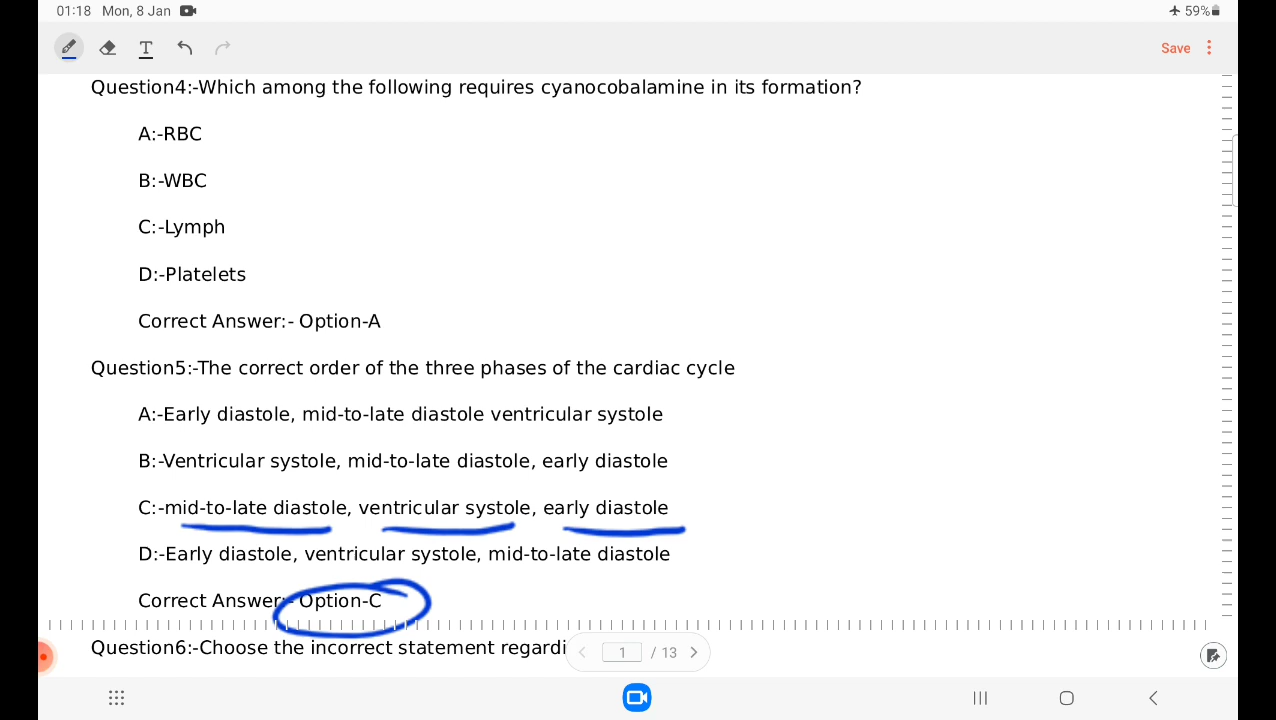 01:18 Mon, 8 Jan
59%
T
Save
Question4:-Which among the following requires cyanocobalamine in its formation?
A:-RBC
B:-WBC
C:-Lymph
D:-Platelets
Correct Answer:- Option-A
Question5:-The correct order of the three phases of the cardiac cycle
A:-Early diastole, mid-to-late diastole ventricular systole
B:-Ventricular systole, mid-to-late diastole, early diastole
C:-mid-to-late diastole, ventricular systole, early diastole
D:-Early diastole, ventricular systole, mid-to-late diastole
Correct Answer:- Option-C
Question6:-Choose the incorrect statement regardi
1 / 13